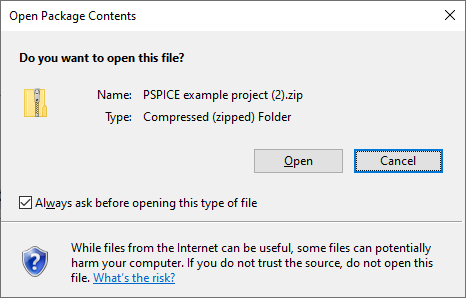 Open Package Contents
Do you want to open this file?
Name: PSPICE example project (2).zip
Type: Compressed (zipped) Folder
Open Cancel
Always ask before opening this type of file
While files from the Internet can be useful, some files can potentially
harm your computer. If you do not trust the source, do not open this
file. What's the risk?